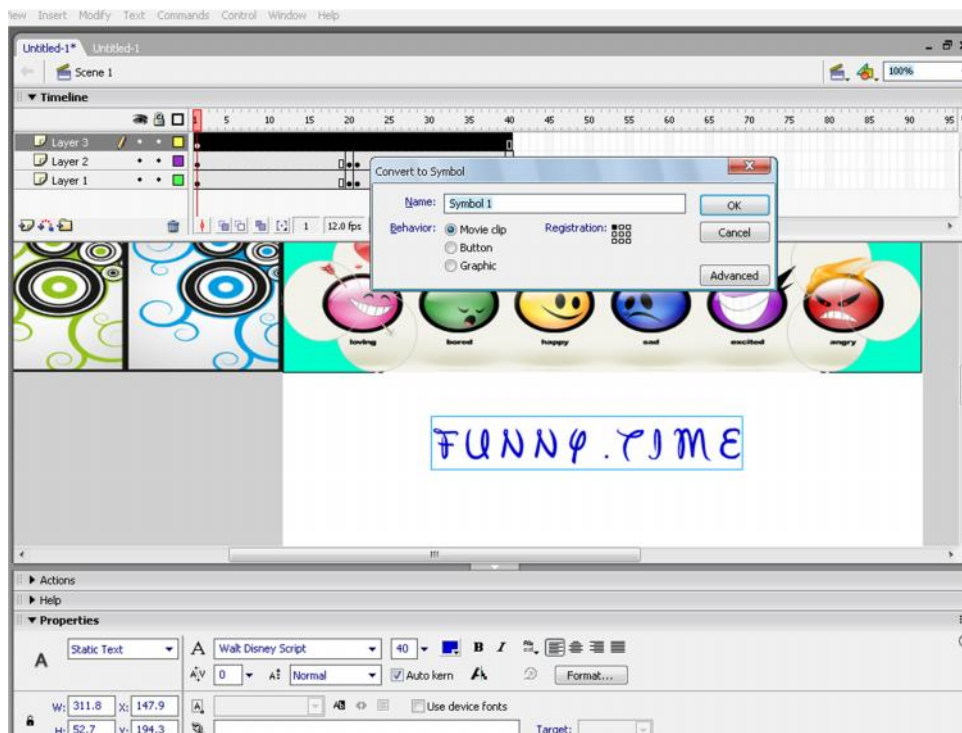 View Insert Modify Text Commands Control Window Help
Untitled-1* Untitled-1
Scene 1 100%
Timeline
1 5 10 15 20 25 30 35 40 45 50 55 60 65 70 75 80 85 90 95
Layer 3
Layer 2
Layer 1
1 12.0 fps
Convert to Symbol
Name: Symbol 1 OK
Behavior: Movie clip Registration: Cancel
Button
Graphic
Advanced
loving bored happy sad excited angry
FUNNY.TIME
Actions
Help
Properties
A Static Text A Walt Disney Script 40 B I
A|V 0 A Normal Auto kern Format...
W: 311.8 X: 147.9 Use device fonts
H: 52.7 Y: 194.3 Target: